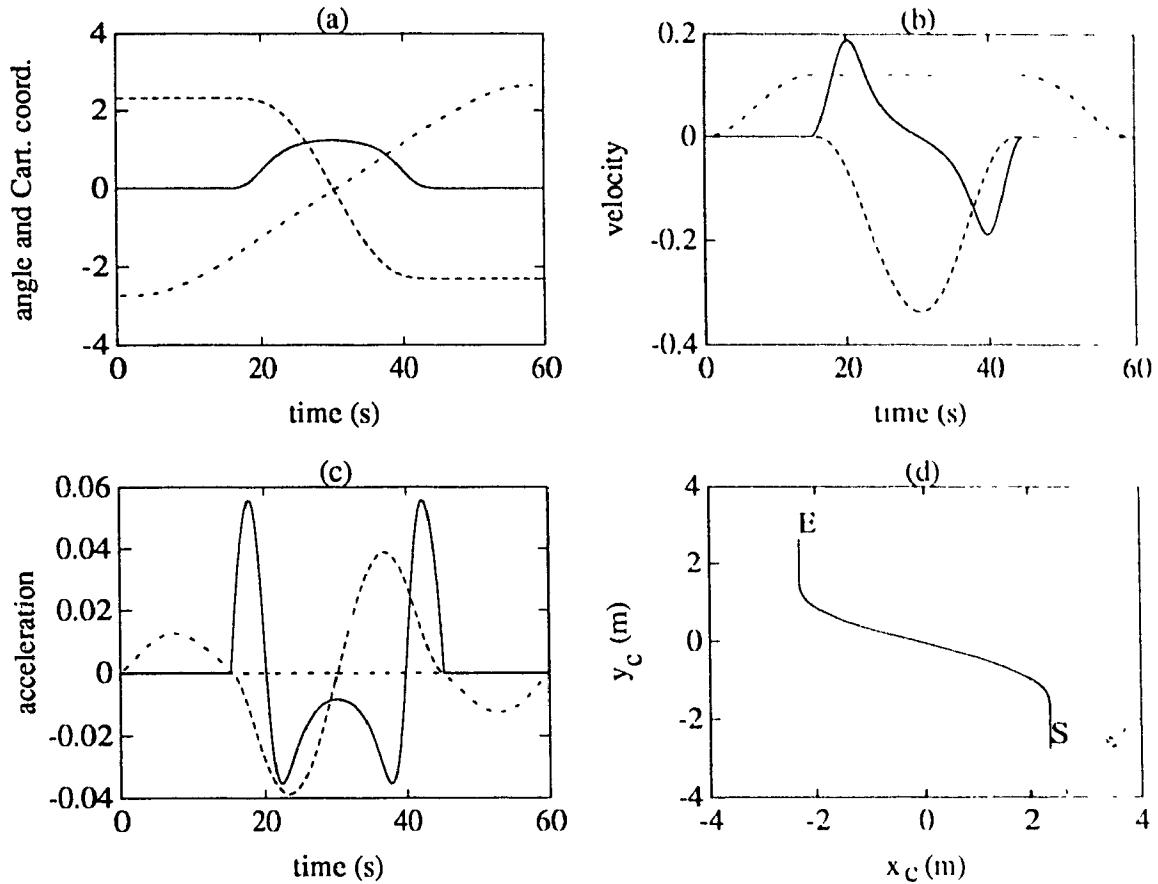 (a)
4
2
0
-2
-4
0
20
40
60
angle and Cart. coord.
time (s)
(b)
0.2
0
-0.2
-0.4
0
20
40
60
velocity
time (s)
(c)
0.06
0.04
0.02
0
-0.02
-0.04
0
20
40
60
acceleration
time (s)
(d)
4
2
0
-2
-4
-4
-2
0
2
4
E
S
y_c (m)
x_c (m)